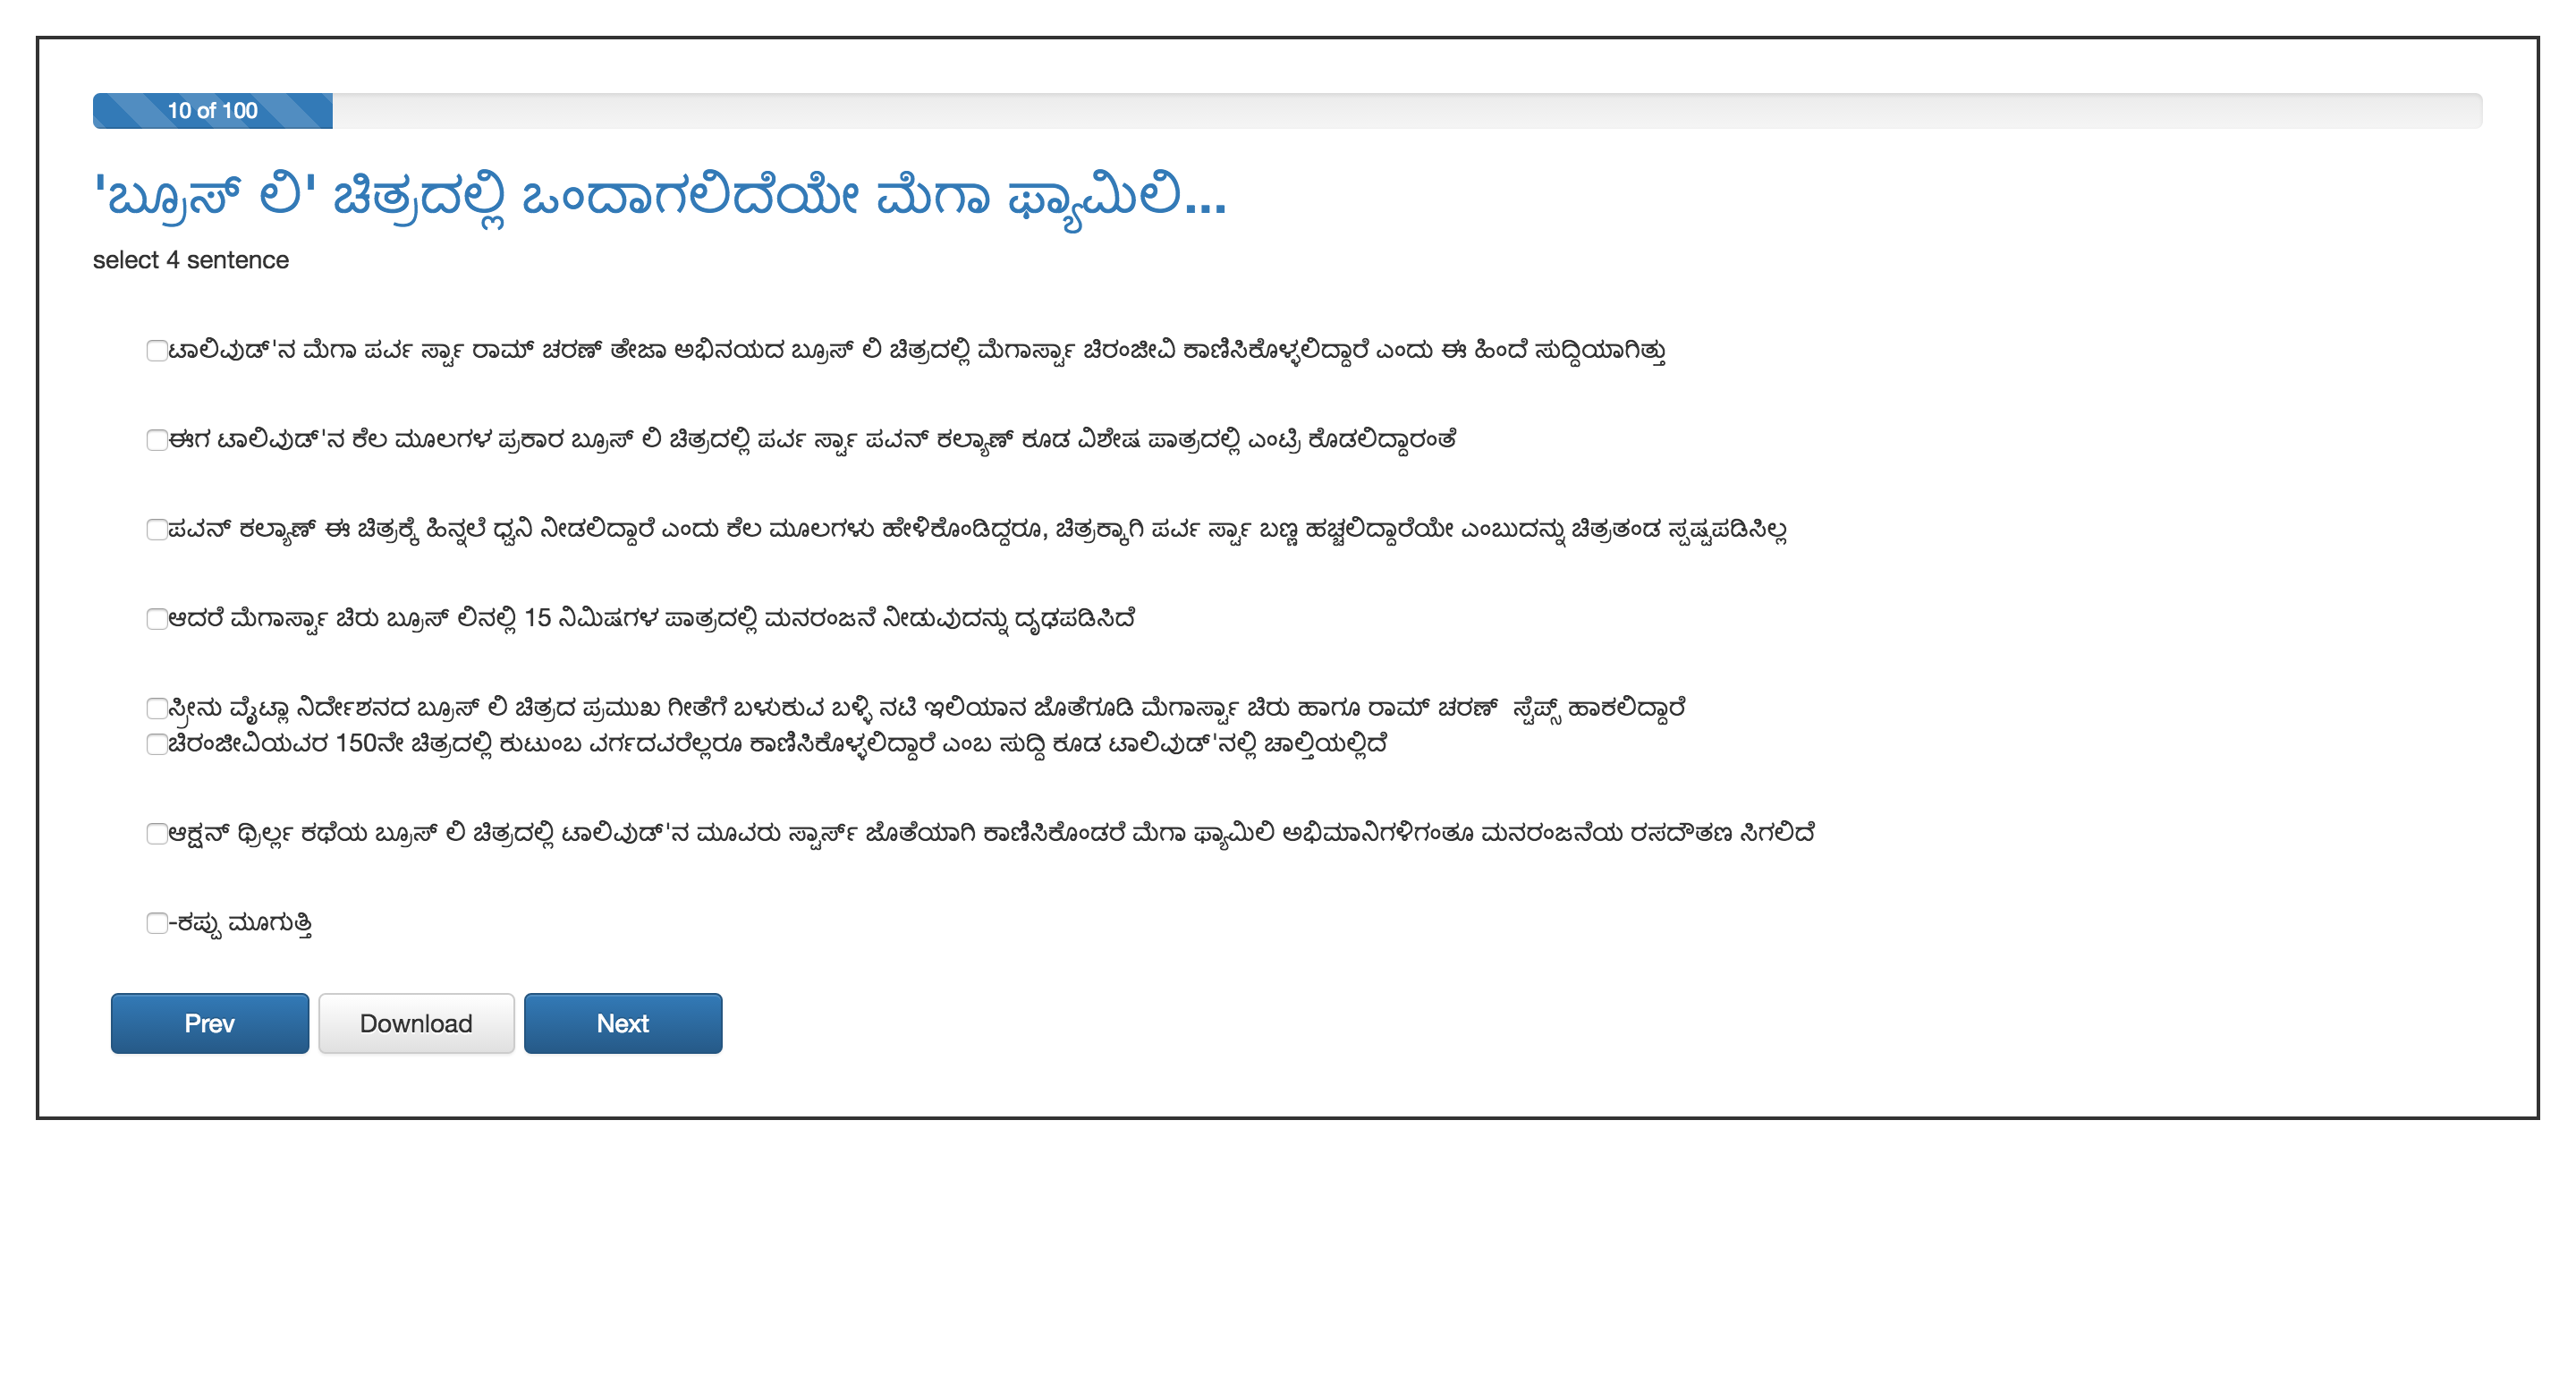 10 of 100
'ಬ್ರೂಸ್ ಲಿ' ಚಿತ್ರದಲ್ಲಿ ಒಂದಾಗಲಿದೆಯೇ ಮೆಗಾ ಫ್ಯಾಮಿಲಿ...
select 4 sentence
ಟಾಲಿವುಡ್'ನ ಮೆಗಾ ಪರ್ವ ಸ್ಟಾರ್ ರಾಮ್ ಚರಣ್ ತೇಜಾ ಅಭಿನಯದ ಬ್ರೂಸ್ ಲಿ ಚಿತ್ರದಲ್ಲಿ ಮೆಗಾಸ್ಟಾರ್ ಚಿರಂಜೀವಿ ಕಾಣಿಸಿಕೊಳ್ಳಲಿದ್ದಾರೆ ಎಂದು ಈ ಹಿಂದೆ ಸುದ್ದಿಯಾಗಿತ್ತು
ಈಗ ಟಾಲಿವುಡ್'ನ ಕೆಲ ಮೂಲಗಳ ಪ್ರಕಾರ ಬ್ರೂಸ್ ಲಿ ಚಿತ್ರದಲ್ಲಿ ಪರ್ವ ಸ್ಟಾರ್ ಪವನ್ ಕಲ್ಯಾಣ್ ಕೂಡ ವಿಶೇಷ ಪಾತ್ರದಲ್ಲಿ ಎಂಟ್ರಿ ಕೊಡಲಿದ್ದಾರಂತೆ
ಪವನ್ ಕಲ್ಯಾಣ್ ಈ ಚಿತ್ರಕ್ಕೆ ಹಿನ್ನಲೆ ಧ್ವನಿ ನೀಡಲಿದ್ದಾರೆ ಎಂದು ಕೆಲ ಮೂಲಗಳು ಹೇಳಿಕೊಂಡಿದ್ದರೂ, ಚಿತ್ರಕ್ಕಾಗಿ ಪರ್ವ ಸ್ಟಾರ್ ಬಣ್ಣ ಹಚ್ಚಲಿದ್ದಾರೆಯೇ ಎಂಬುದನ್ನು ಚಿತ್ರತಂಡ ಸ್ಪಷ್ಟಪಡಿಸಿಲ್ಲ
ಆದರೆ ಮೆಗಾಸ್ಟಾರ್ ಚಿರು ಬ್ರೂಸ್ ಲಿನಲ್ಲಿ 15 ನಿಮಿಷಗಳ ಪಾತ್ರದಲ್ಲಿ ಮನರಂಜನೆ ನೀಡುವುದನ್ನು ದೃಢಪಡಿಸಿದೆ
ಸ್ರೀನು ವೈಟ್ಲಾ ನಿರ್ದೇಶನದ ಬ್ರೂಸ್ ಲಿ ಚಿತ್ರದ ಪ್ರಮುಖ ಗೀತೆಗೆ ಬಳುಕುವ ಬಳ್ಳಿ ನಟಿ ಇಲಿಯಾನ ಜೊತೆಗೂಡಿ ಮೆಗಾಸ್ಟಾರ್ ಚಿರು ಹಾಗೂ ರಾಮ್ ಚರಣ್ ಸ್ಟೆಪ್ಸ್ ಹಾಕಲಿದ್ದಾರೆ
ಚಿರಂಜೀವಿಯವರ 150ನೇ ಚಿತ್ರದಲ್ಲಿ ಕುಟುಂಬ ವರ್ಗದವರೆಲ್ಲರೂ ಕಾಣಿಸಿಕೊಳ್ಳಲಿದ್ದಾರೆ ಎಂಬ ಸುದ್ದಿ ಕೂಡ ಟಾಲಿವುಡ್'ನಲ್ಲಿ ಚಾಲ್ತಿಯಲ್ಲಿದೆ
ಆಕ್ಷನ್ ಥ್ರಿರ್ಲ್ಲ ಕಥೆಯ ಬ್ರೂಸ್ ಲಿ ಚಿತ್ರದಲ್ಲಿ ಟಾಲಿವುಡ್'ನ ಮೂವರು ಸ್ಟಾರ್ಸ್ ಜೊತೆಯಾಗಿ ಕಾಣಿಸಿಕೊಂಡರೆ ಮೆಗಾ ಫ್ಯಾಮಿಲಿ ಅಭಿಮಾನಿಗಳಿಗಂತೂ ಮನರಂಜನೆಯ ರಸದೌತಣ ಸಿಗಲಿದೆ
-ಕಪ್ಪು ಮೂಗುತ್ತಿ
Prev Download Next